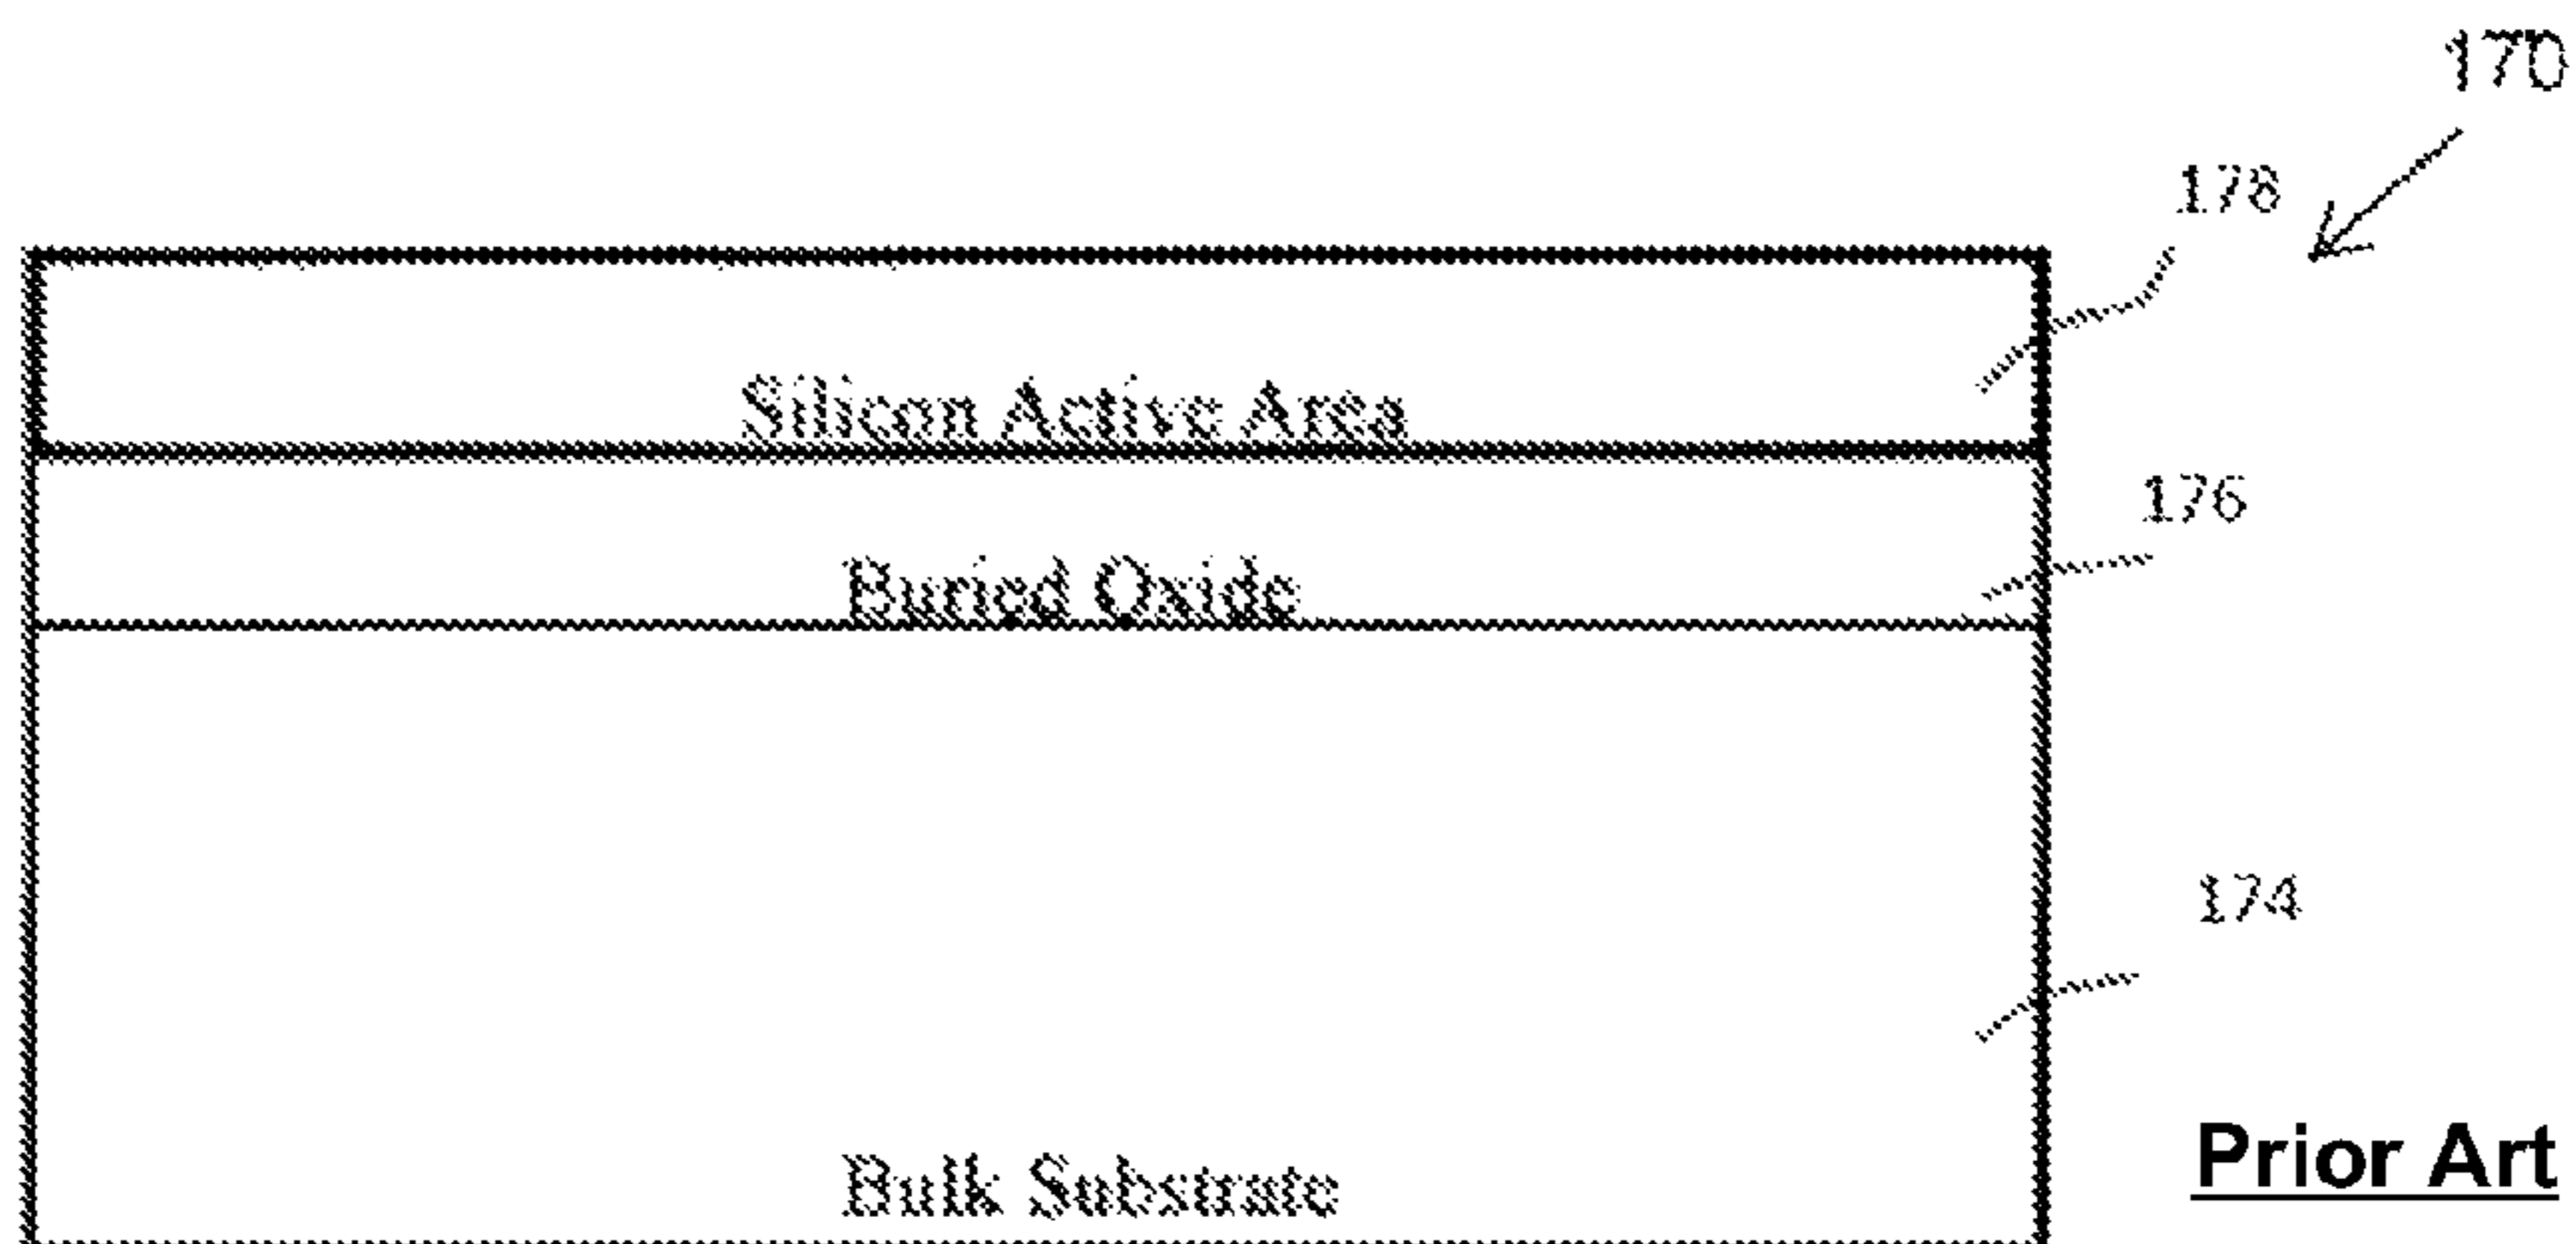 170
178
Silicon Active Area
176
Buried Oxide
174
Prior Art
Bulk Substrate